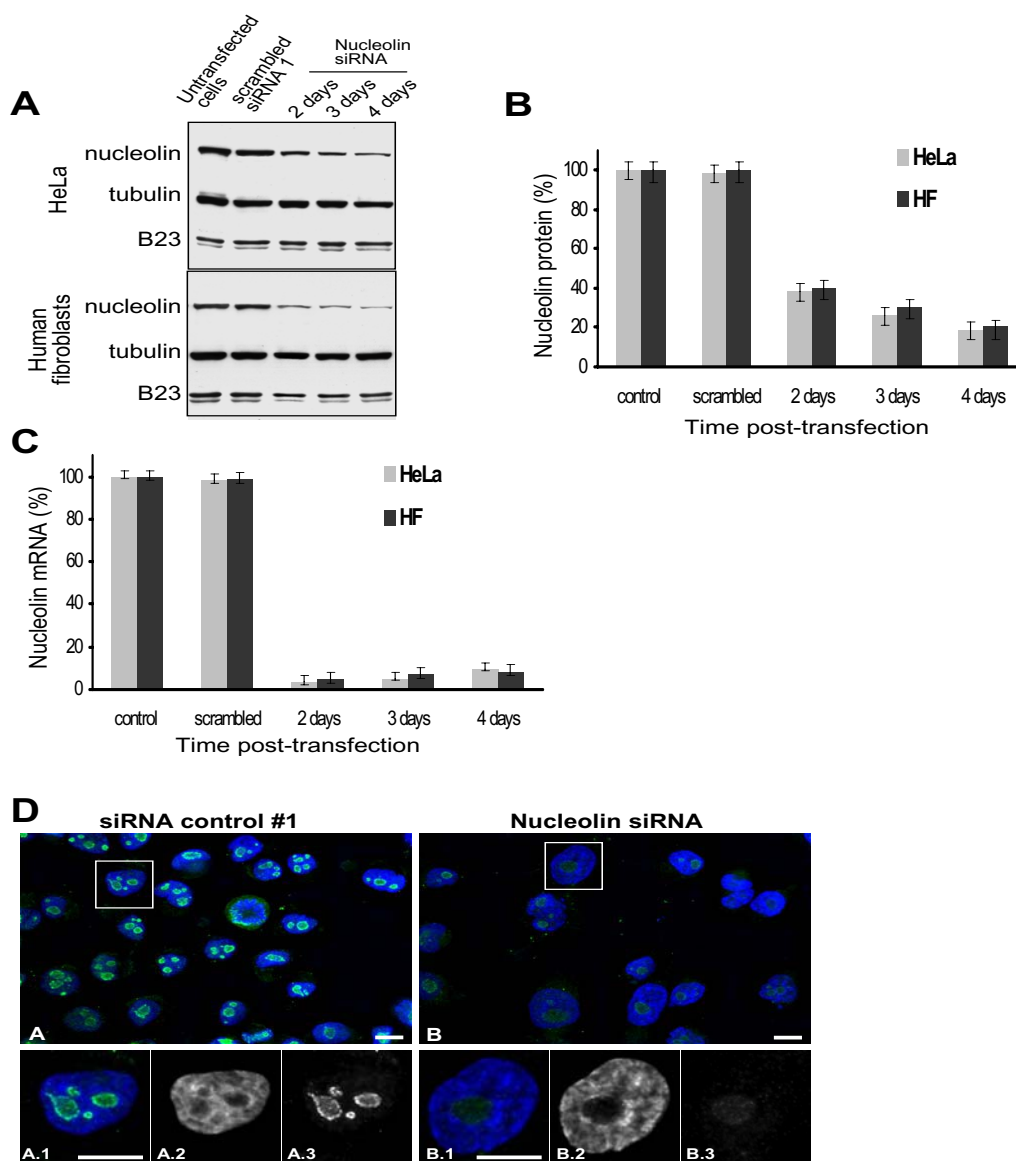 A
Untransfected
cells
scrambled
siRNA 1
Nucleolin
siRNA
2 days
3 days
4 days
HeLa
nucleolin
tubulin
B23
Human
fibroblasts
nucleolin
tubulin
B23
B
Nucleolin protein (%)
100
80
60
40
20
0
HeLa
HF
control
scrambled
2 days
3 days
4 days
Time post-transfection
C
Nucleolin mRNA (%)
100
80
60
40
20
0
HeLa
HF
control
scrambled
2 days
3 days
4 days
Time post-transfection
D
siRNA control #1
Nucleolin siRNA
A
B
A.1
A.2
A.3
B.1
B.2
B.3